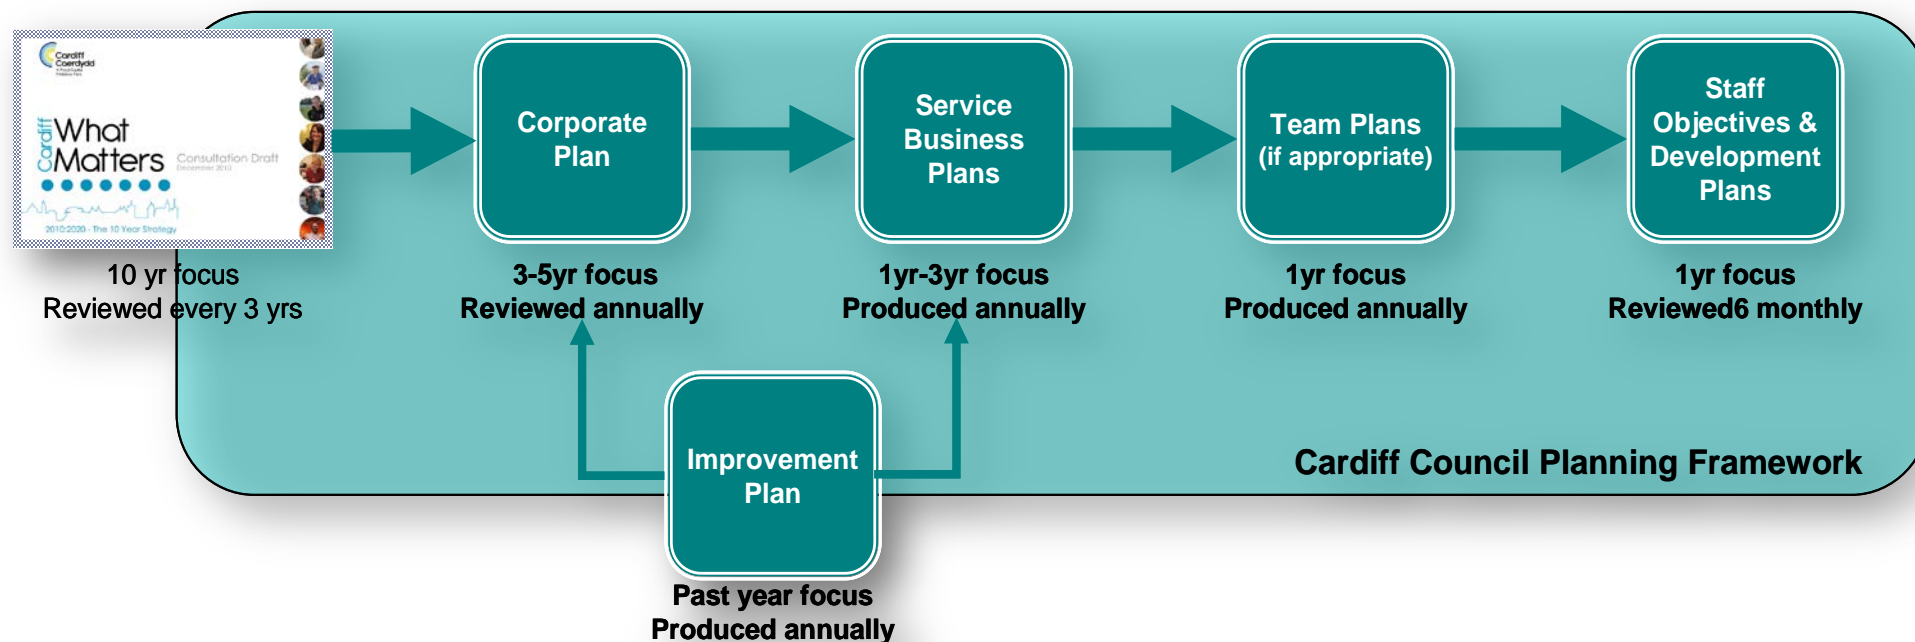 Cardiff
Caerdydd
Cardiff
What
Matters
Consultation Draft
December 2010
2010-2020 - The 10 Year Strategy
10 yr focus
Reviewed every 3 yrs
Corporate
Plan
3-5yr focus
Reviewed annually
Service
Business
Plans
1yr-3yr focus
Produced annually
Team Plans
(if appropriate)
1yr focus
Produced annually
Staff
Objectives &
Development
Plans
1yr focus
Reviewed6 monthly
Improvement
Plan
Past year focus
Produced annually
Cardiff Council Planning Framework